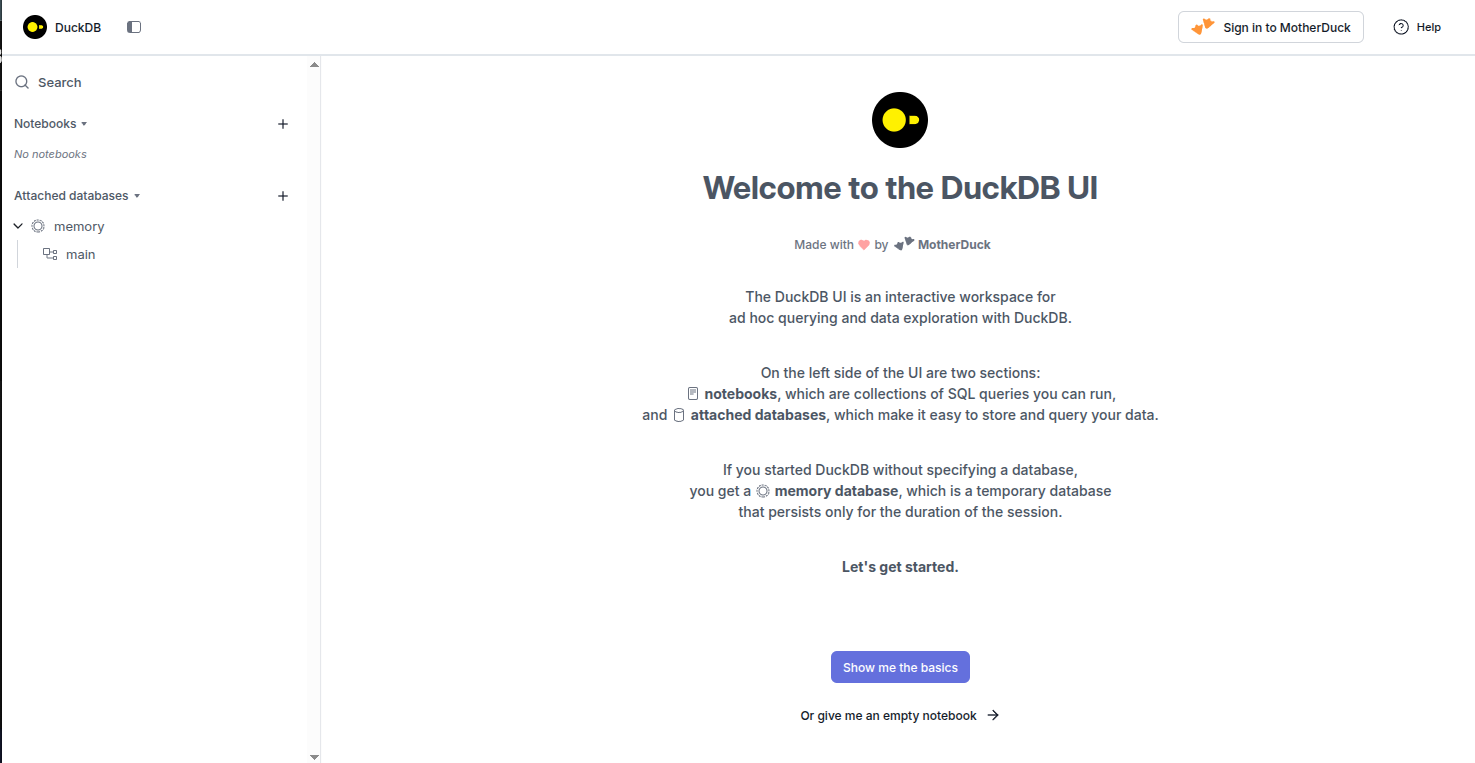 DuckDB
Sign in to MotherDuck
Help
Search
Notebooks
No notebooks
Attached databases
memory
main
Welcome to the DuckDB UI
Made with by MotherDuck
The DuckDB UI is an interactive workspace for
ad hoc querying and data exploration with DuckDB.
On the left side of the UI are two sections:
notebooks, which are collections of SQL queries you can run,
and attached databases, which make it easy to store and query your data.
If you started DuckDB without specifying a database,
you get a memory database, which is a temporary database
that persists only for the duration of the session.
Let's get started.
Show me the basics
Or give me an empty notebook